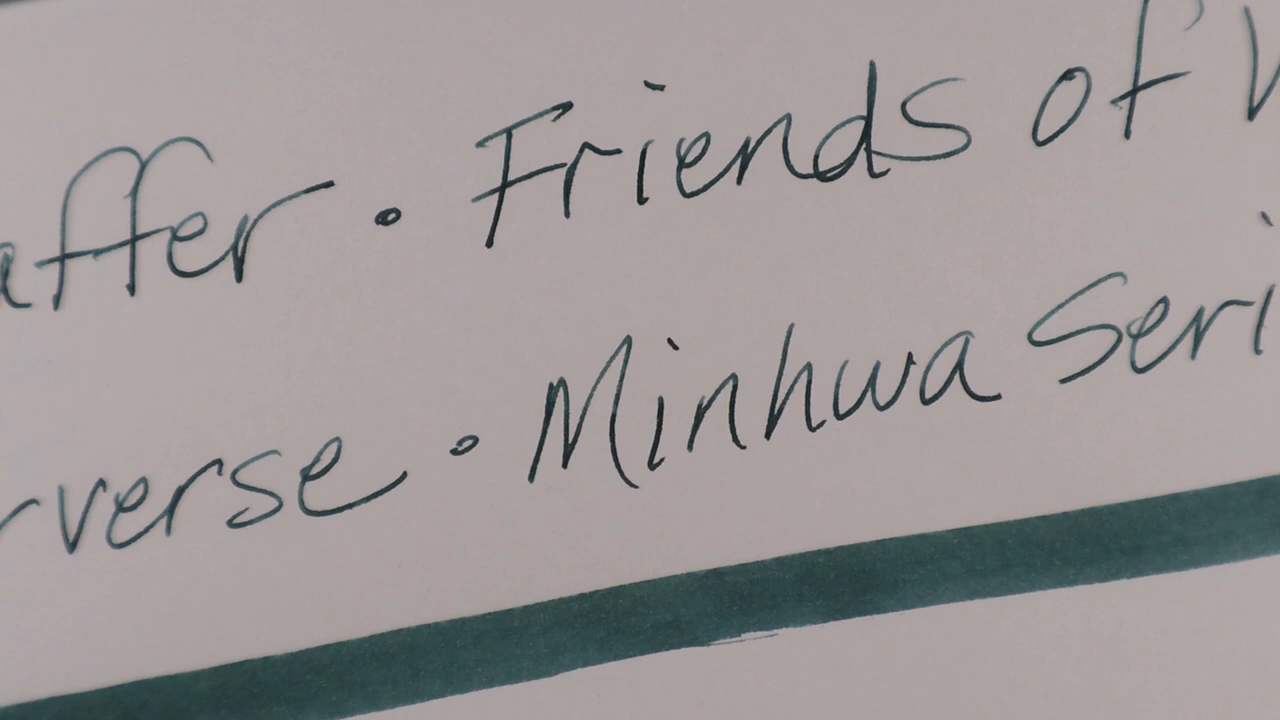 affer • Friends of
rverse • Minhwa Seri